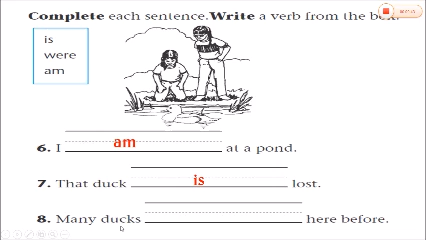 Complete each sentence. Write a verb from the box.
is
were
am
6. I am at a pond.
7. That duck is lost.
8. Many ducks ____ here before.